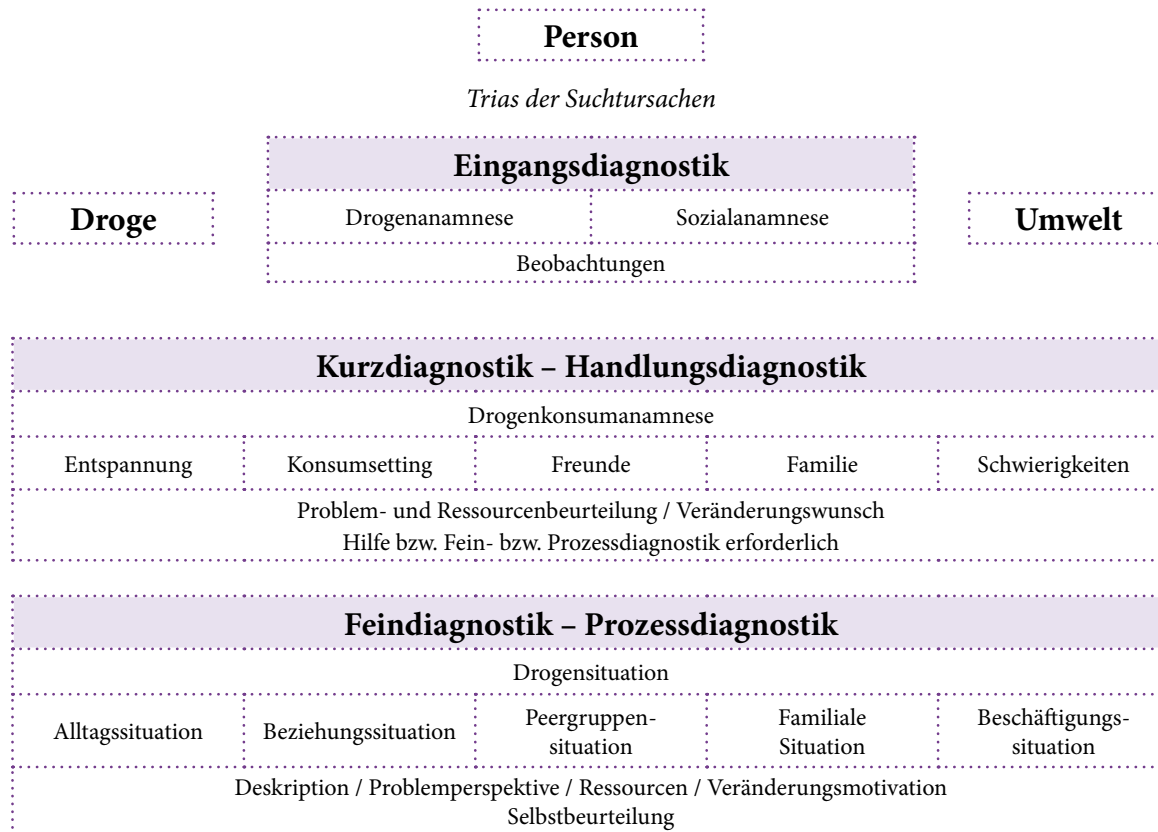 Person
Trias der Suchtursachen
Eingangsdiagnostik
Droge
Drogenanamnese
Sozialanamnese
Umwelt
Beobachtungen
Kurzdiagnostik – Handlungsdiagnostik
Drogenkonsumanamnese
Entspannung
Konsumsetting
Freunde
Familie
Schwierigkeiten
Problem- und Ressourcenbeurteilung / Veränderungswunsch
Hilfe bzw. Fein- bzw. Prozessdiagnostik erforderlich
Feindiagnostik – Prozessdiagnostik
Drogensituation
Alltagssituation
Beziehungssituation
Peergruppen-
situation
Familiale
Situation
Beschäftigungs-
situation
Deskription / Problemperspektive / Ressourcen / Veränderungsmotivation
Selbstbeurteilung